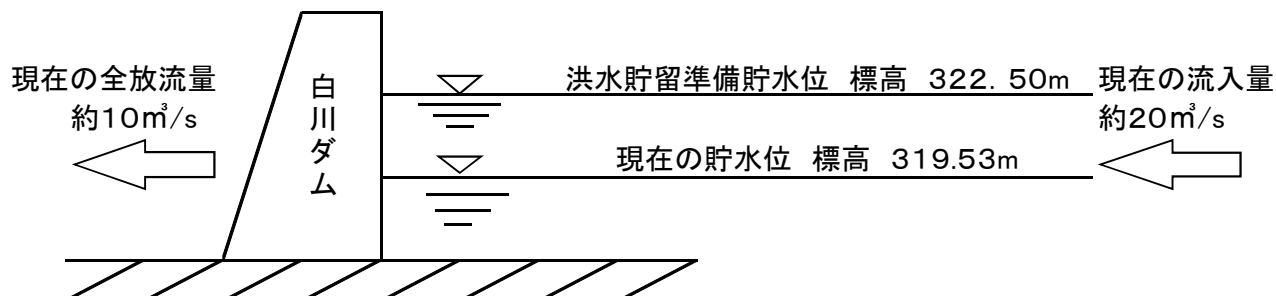 現在の全放流量
約10㎥/s
白川ダム
洪水貯留準備貯水位 標高 322．50m
現在の貯水位 標高 319.53m
現在の流入量
約20㎥/s